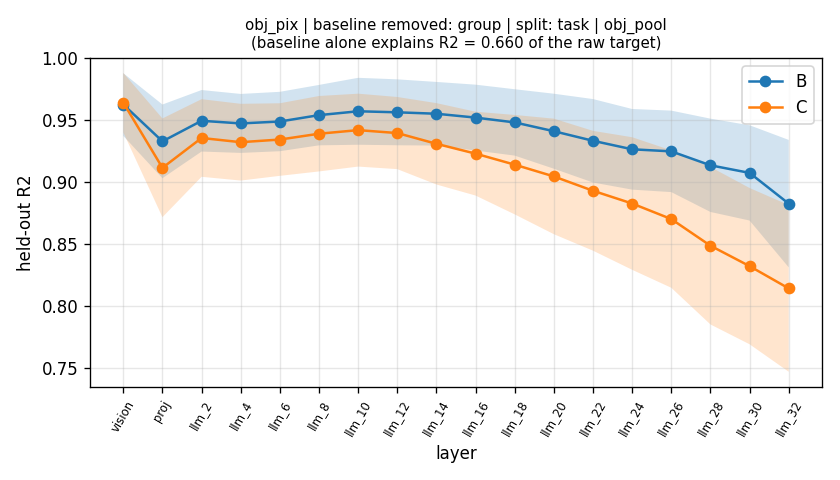 obj_pix | baseline removed: group | split: task | obj_pool
(baseline alone explains R2 = 0.660 of the raw target)
B
C
1.00
0.95
0.90
0.85
0.80
0.75
held-out R2
vision
proj
llm_2
llm_4
llm_6
llm_8
llm_10
llm_12
llm_14
llm_16
llm_18
llm_20
llm_22
llm_24
llm_26
llm_28
llm_30
llm_32
layer